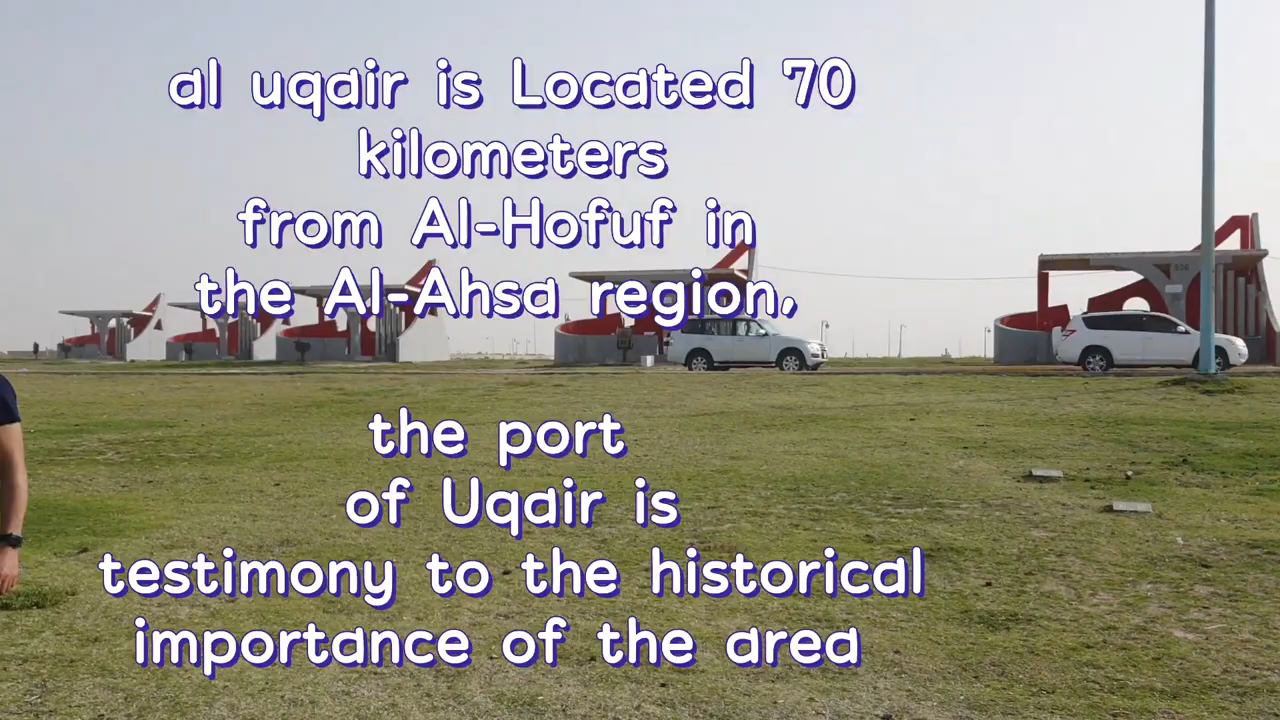 al uqair is Located 70
kilometers
from Al-Hofuf in
the Al-Ahsa region,
the port
of Uqair is
testimony to the historical
importance of the area